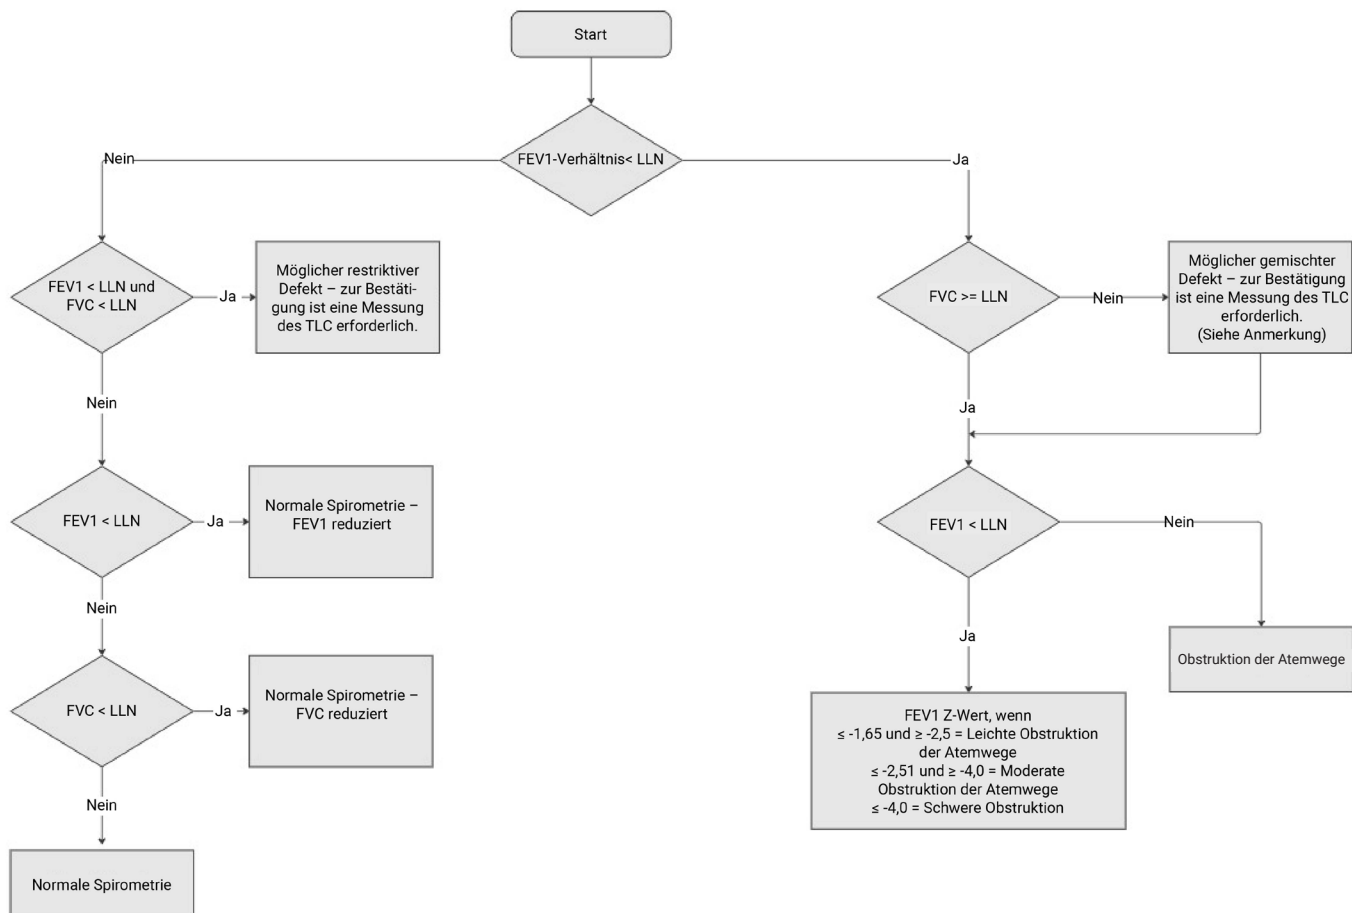 Start
FEV1-Verhältnis< LLN
Nein
Ja
FEV1 < LLN und
FVC < LLN
Ja
Möglicher restriktiver
Defekt – zur Bestäti-
gung ist eine Messung
des TLC erforderlich.
FVC >= LLN
Nein
Möglicher gemischter
Defekt – zur Bestätigung
ist eine Messung des TLC
erforderlich.
(Siehe Anmerkung)
Nein
Ja
FEV1 < LLN
Ja
Normale Spirometrie –
FEV1 reduziert
FEV1 < LLN
Nein
Nein
Ja
Obstruktion der Atemwege
FVC < LLN
Ja
Normale Spirometrie –
FVC reduziert
FEV1 Z-Wert, wenn
≤ -1,65 und ≥ -2,5 = Leichte Obstruktion
der Atemwege
≤ -2,51 und ≥ -4,0 = Moderate
Obstruktion der Atemwege
≤ -4,0 = Schwere Obstruktion
Nein
Normale Spirometrie